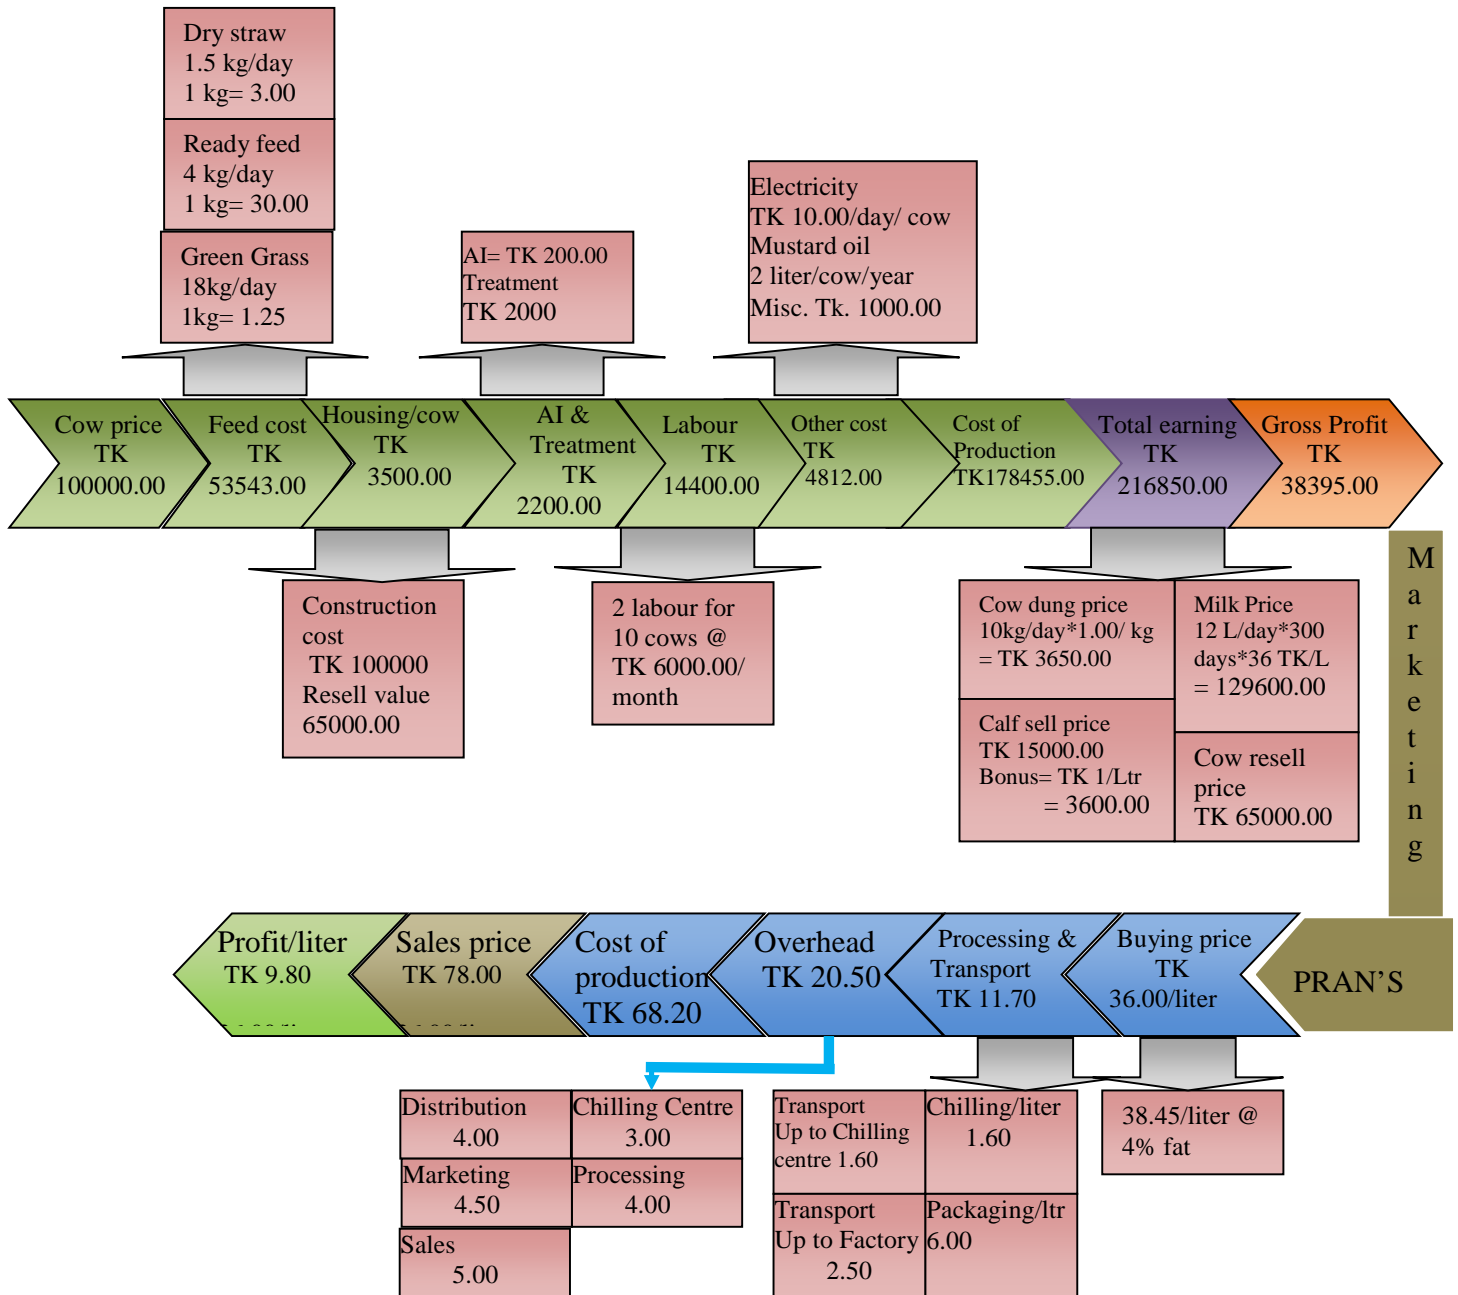 Dry straw
1.5 kg/day
1 kg= 3.00
Ready feed
4 kg/day
1 kg= 30.00
Green Grass
18kg/day
1kg= 1.25
AI= TK 200.00
Treatment
TK 2000
Electricity
TK 10.00/day/ cow
Mustard oil
2 liter/cow/year
Misc. Tk. 1000.00
Cow price
TK
100000.00
Feed cost
TK
53543.00
Housing/cow
TK
3500.00
AI &
Treatment
TK
2200.00
Labour
TK
14400.00
Other cost
TK
4812.00
Cost of
Production
TK178455.00
Total earning
TK
216850.00
Gross Profit
TK
38395.00
Construction
cost
TK 100000
Resell value
65000.00
2 labour for
10 cows @
TK 6000.00/
month
Cow dung price
10kg/day*1.00/ kg
= TK 3650.00
Milk Price
12 L/day*300
days*36 TK/L
= 129600.00
Calf sell price
TK 15000.00
Bonus= TK 1/Ltr
= 3600.00
Cow resell
price
TK 65000.00
M
a
r
k
e
t
i
n
g
Profit/liter
TK 9.80
Sales price
TK 78.00
Cost of
production
TK 68.20
Overhead
TK 20.50
Processing &
Transport
TK 11.70
Buying price
TK
36.00/liter
PRAN’S
Distribution
4.00
Chilling Centre
3.00
Marketing
4.50
Processing
4.00
Sales
5.00
Transport
Up to Chilling
centre 1.60
Chilling/liter
1.60
Transport
Up to Factory
2.50
Packaging/ltr
6.00
38.45/liter @
4% fat